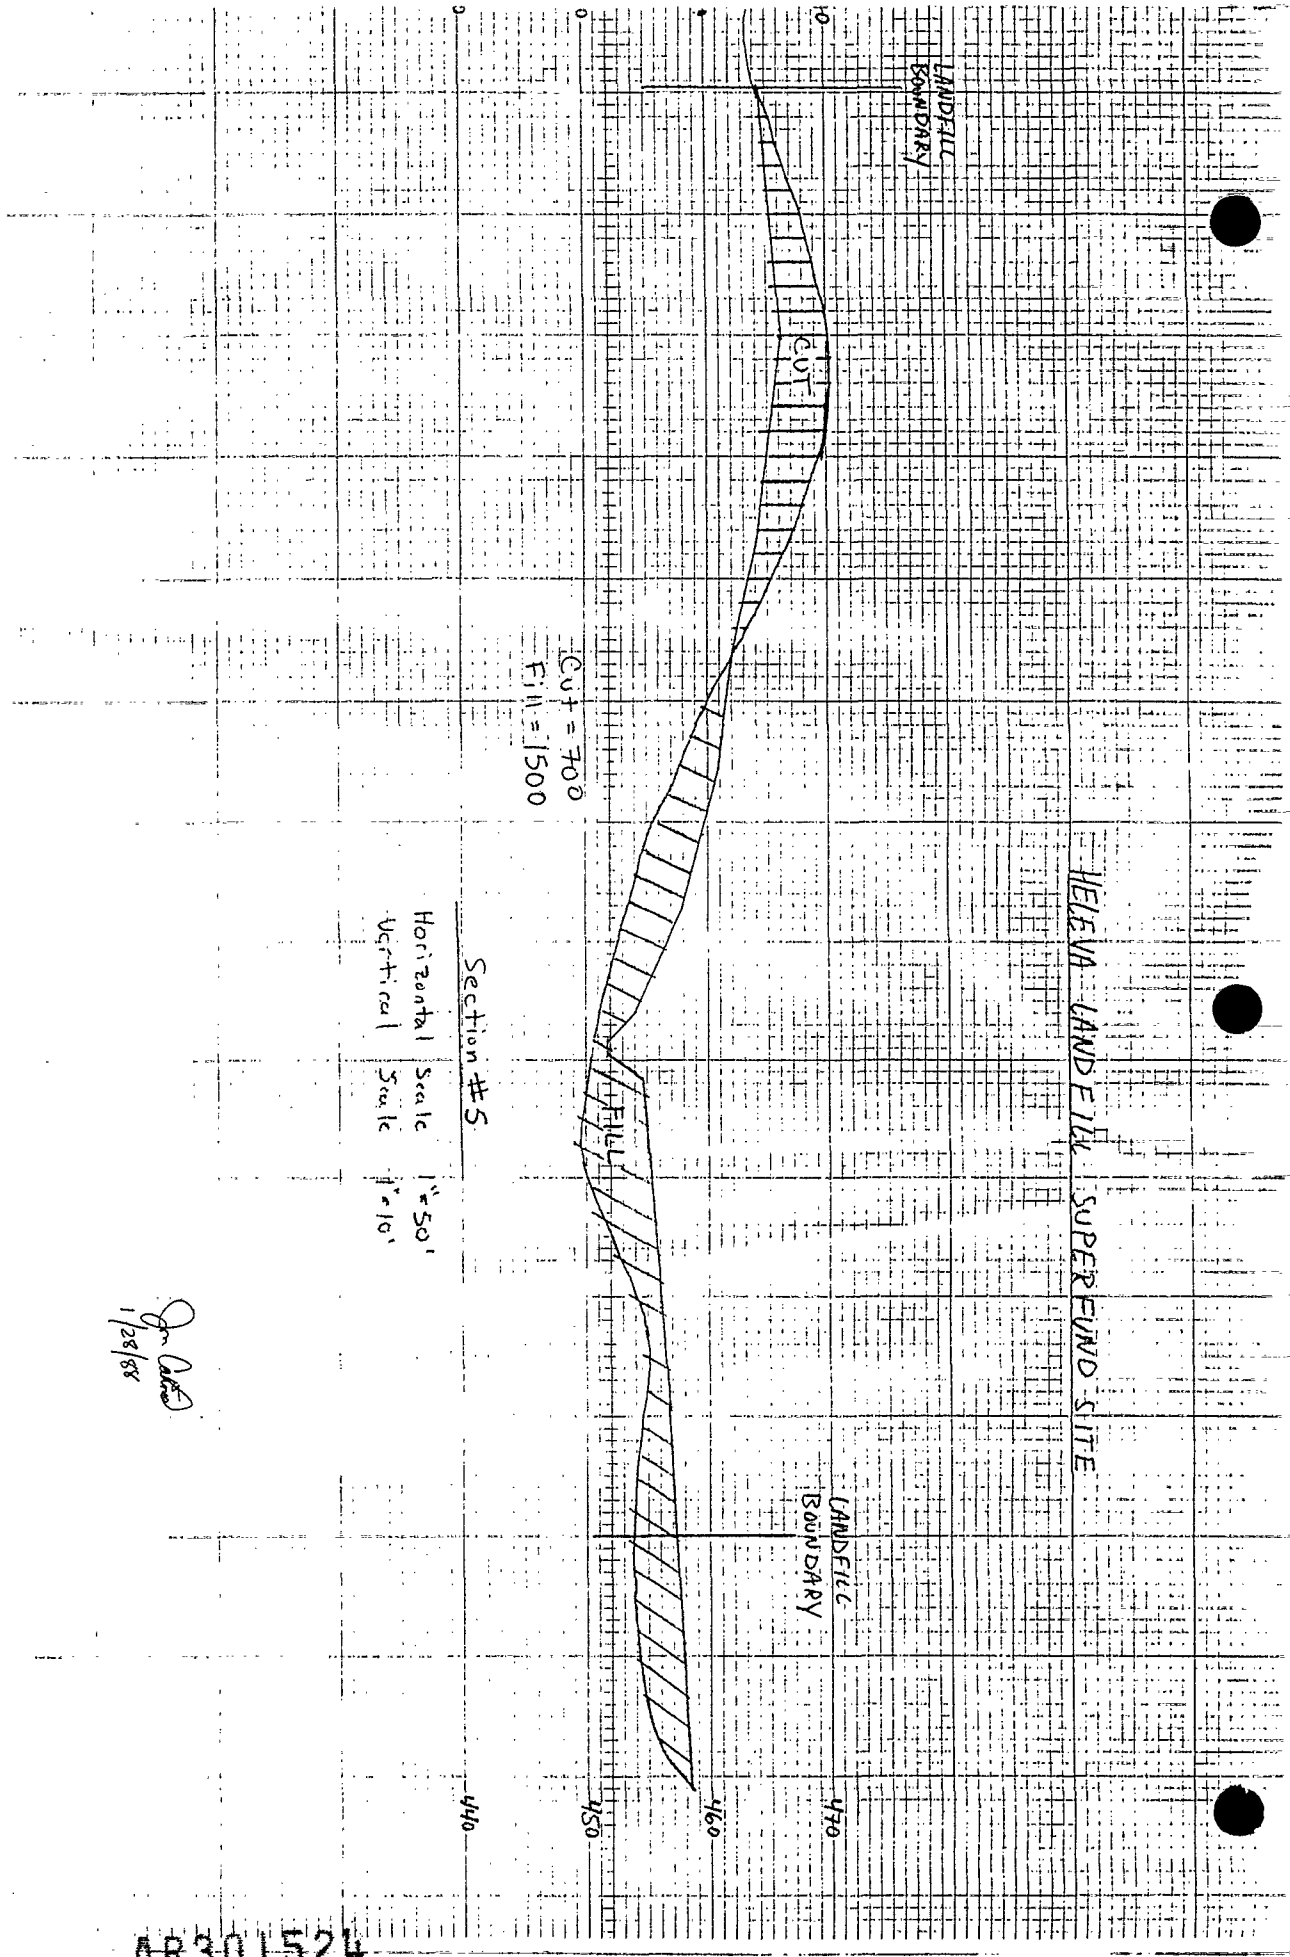 HELEVA LANDFILL SUPERFUND SITE
LANDFILL
BOUNDARY
LANDFILL
BOUNDARY
CUT
FILL
Cut = 700
Fill = 1500
470
460
450
440
Section #5
Horizontal Scale 1"=50'
Vertical Scale 1"=10'
1/28/88
AR301524